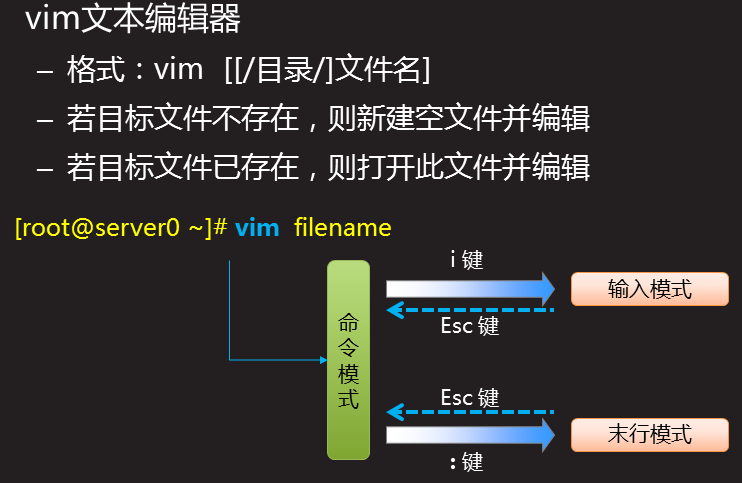 vim文本编辑器
– 格式：vim [[/目录/]文件名]
– 若目标文件不存在，则新建空文件并编辑
– 若目标文件已存在，则打开此文件并编辑
[root@server0 ~]# vim filename
命令模式
i 键
Esc 键
输入模式
Esc 键
: 键
末行模式